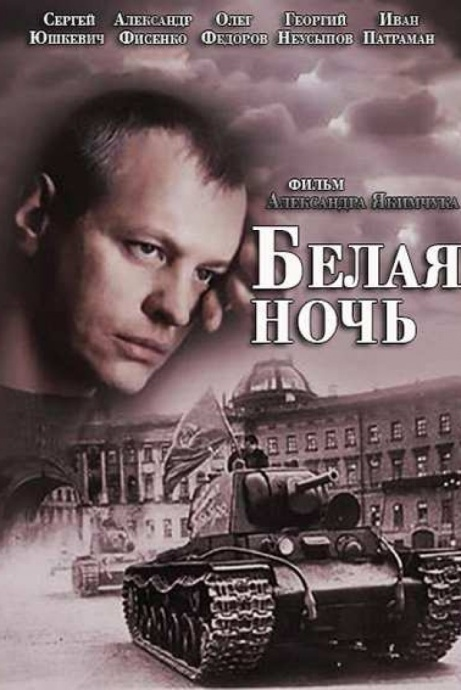 Сергей Александр Олег Георгий Иван
Юшкевич Фисенко Федоров Неусыпов Патраман
фильм
Александра Якимчука
Белая
ночь